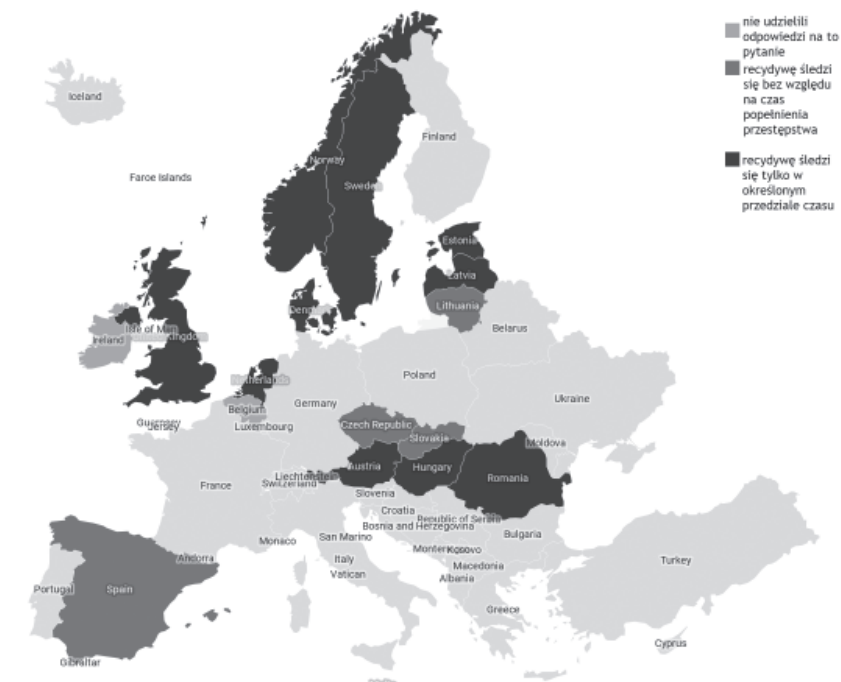 nie udzielili
odpowiedzi na to
pytanie
recydywę śledzi
się bez względu
na czas
popełnienia
przestępstwa
recydywę śledzi
się tylko w
określonym
przedziale czasu
Iceland
Finland
Norway
Faroe Islands
Sweden
Estonia
Latvia
Lithuania
Denmark
Belarus
Isle of Man
Kingdom
Ireland
Poland
Netherlands
Ukraine
Germany
Belgium
Guernsey
Jersey
Luxembourg
Czech Republic
Slovakia
Moldova
Austria
Hungary
Liechtenstein
Romania
France
Switzerland
Slovenia
Croatia
Republic of Serbia
Bosnia and Herzegovina
Bulgaria
Monaco
San Marino
Montenegro
Kosovo
Andorra
Italy
Turkey
Macedonia
Vatican
Albania
Portugal
Spain
Greece
Cyprus
Gibraltar